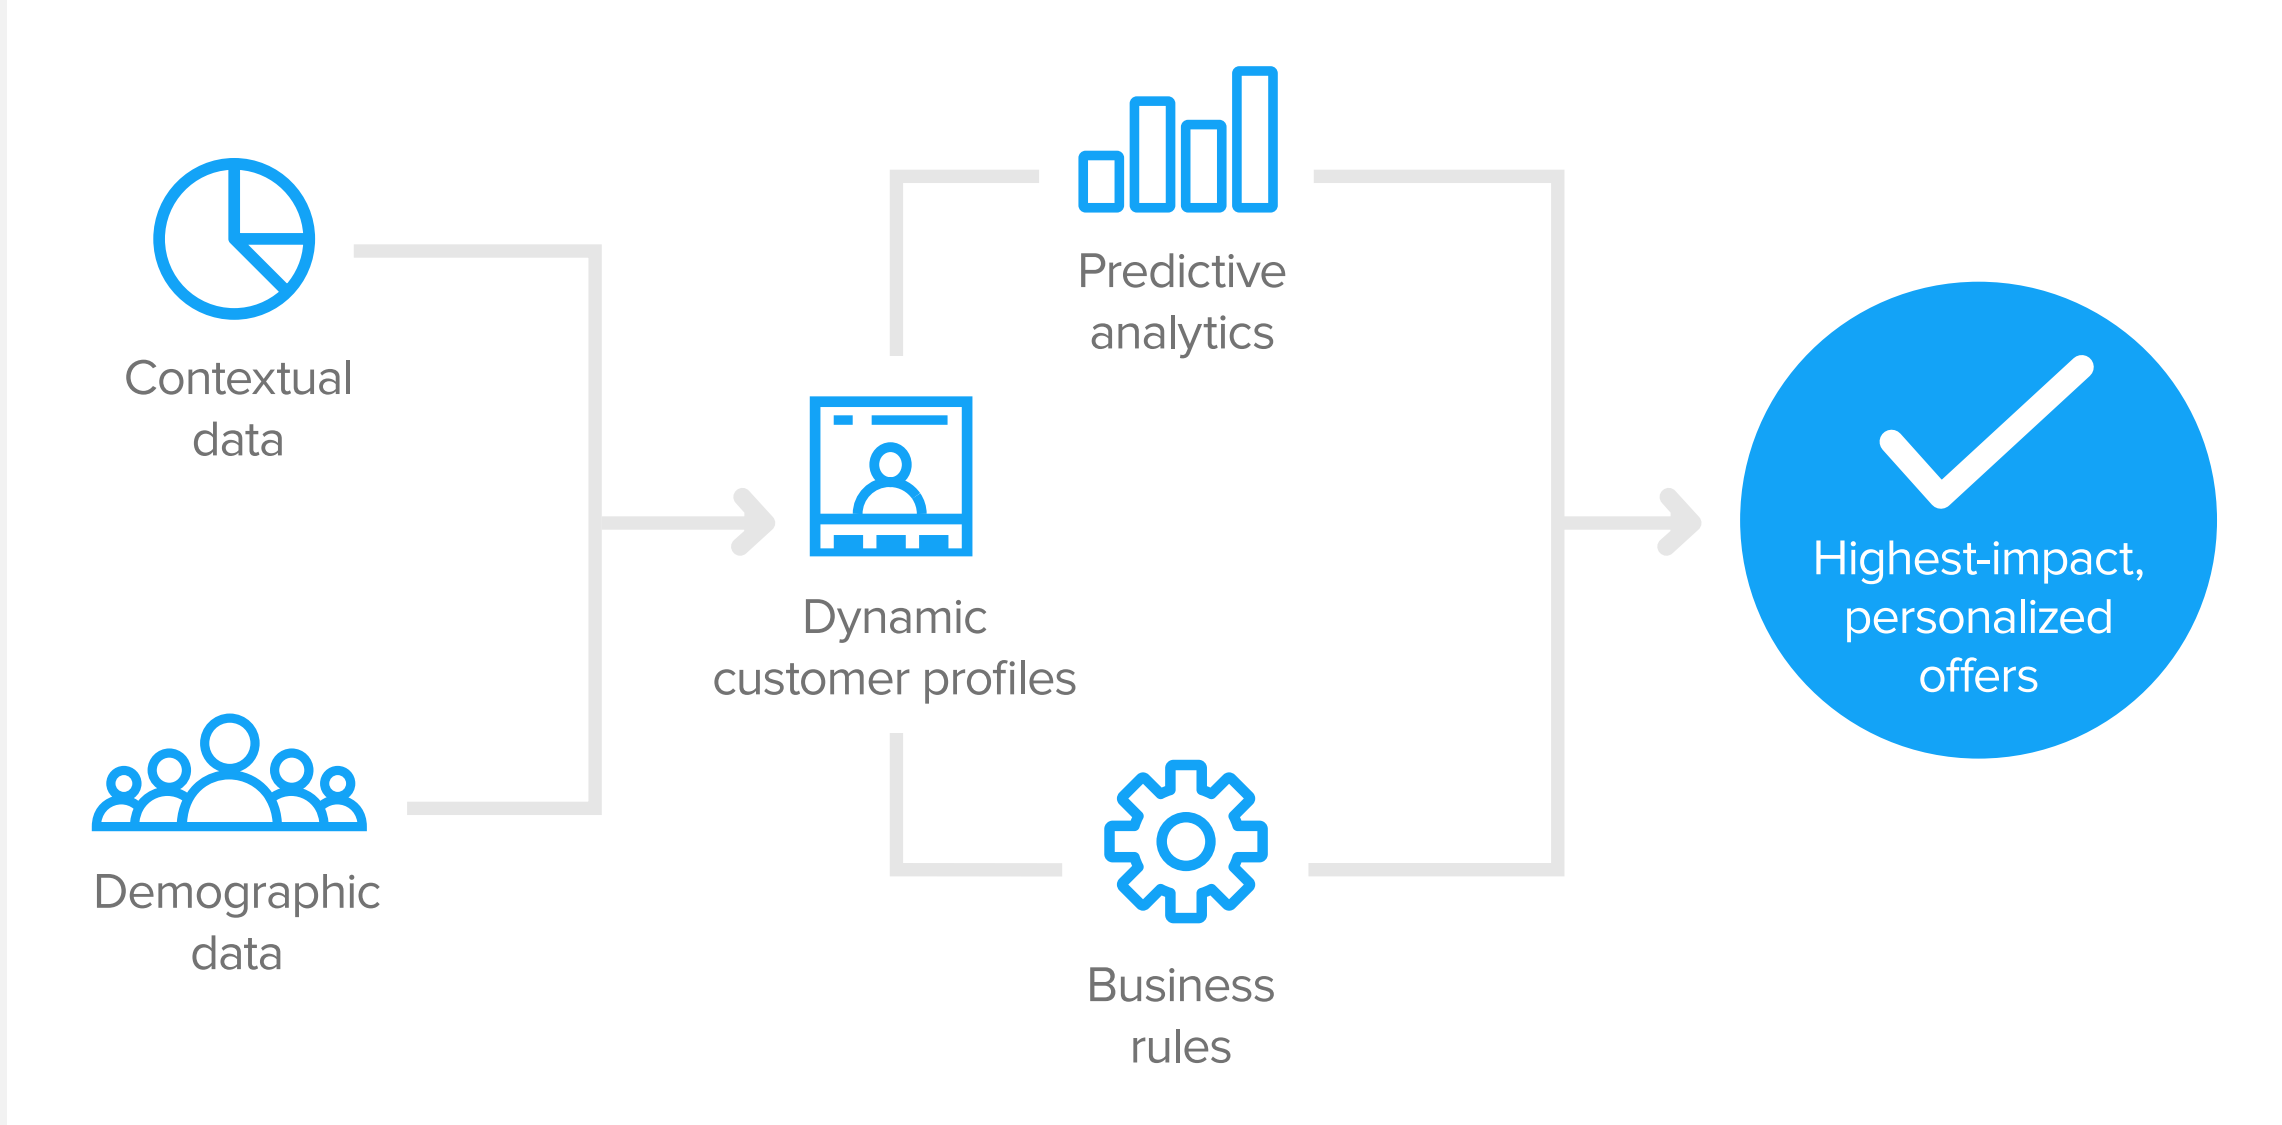 Contextual
data
Demographic
data
Dynamic
customer profiles
Predictive
analytics
Business
rules
Highest-impact,
personalized
offers